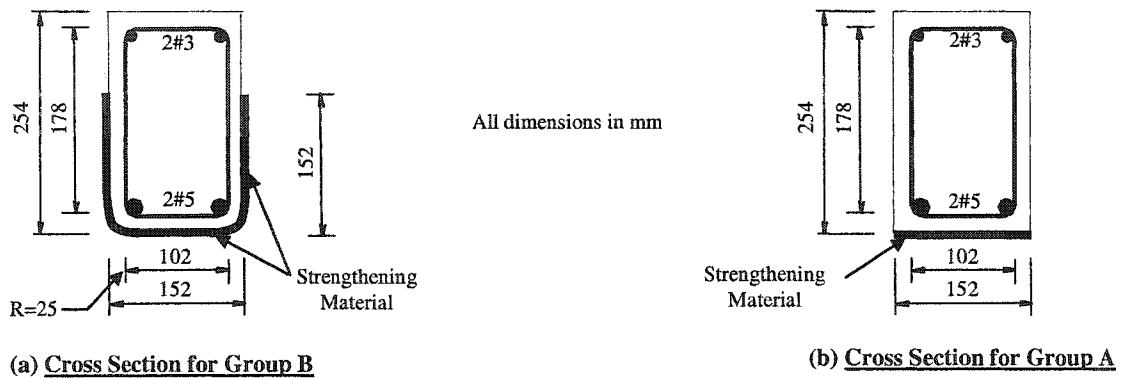 2#3
254
178
2#5
152
102
152
R=25
Strengthening
Material
(a) Cross Section for Group B
All dimensions in mm
2#3
254
178
2#5
102
152
Strengthening
Material
(b) Cross Section for Group A